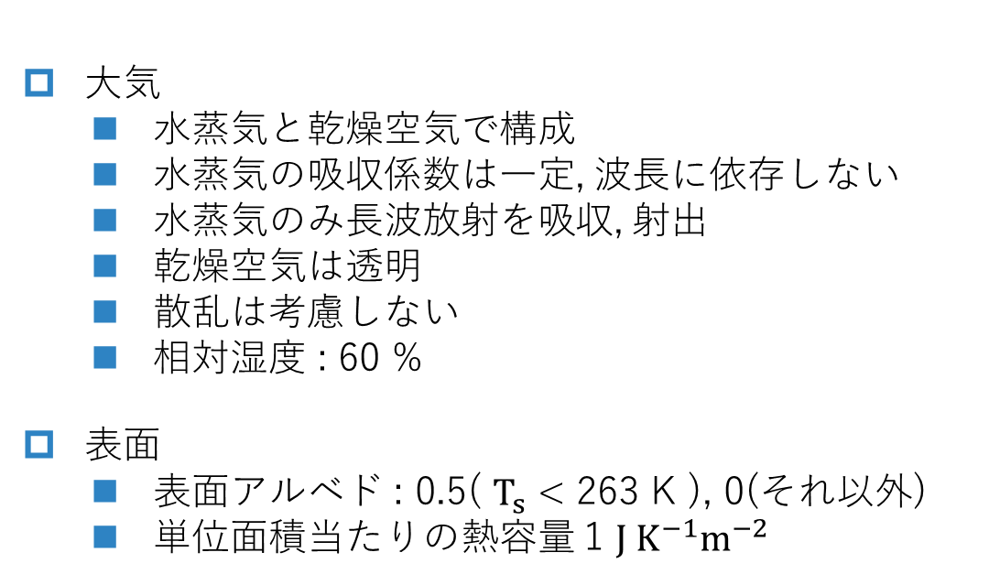 大気
水蒸気と乾燥空気で構成
水蒸気の吸収係数は一定, 波長に依存しない
水蒸気のみ長波放射を吸収, 射出
乾燥空気は透明
散乱は考慮しない
相対湿度 : 60 %
表面
表面アルベド : 0.5( Tₛ < 263 K ), 0(それ以外)
単位面積当たりの熱容量 1 J K⁻¹m⁻²